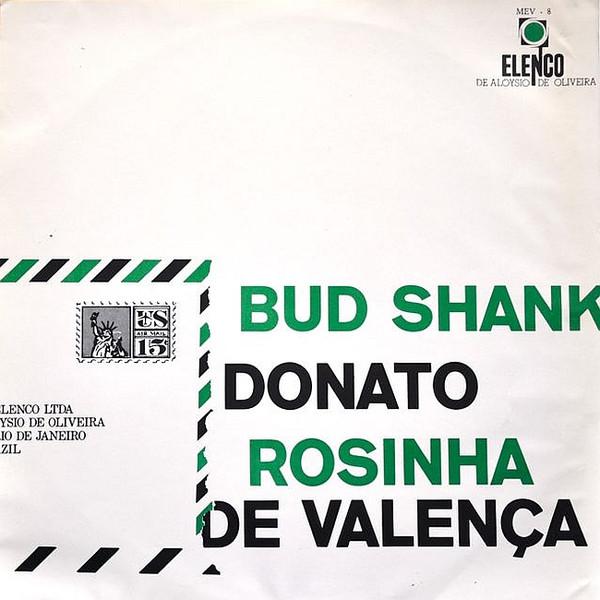 MEV - 8
ELENCO
DE ALOYSIO DE OLIVEIRA
US
AIR MAIL
15¢
BUD SHANK
DONATO
ROSINHA
DE VALENÇA
ELENCO LTDA
YSIO DE OLIVEIRA
IO DE JANEIRO
ZIL